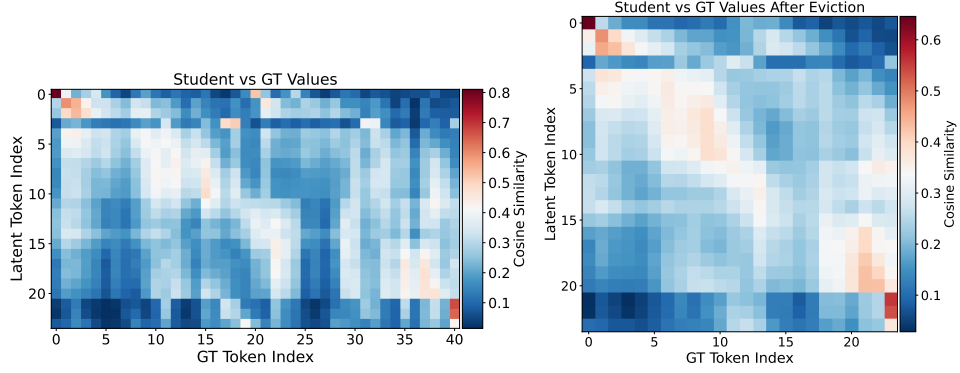 Student vs GT Values
0
5
10
15
20
Latent Token Index
0 5 10 15 20 25 30 35 40
GT Token Index
0.8
0.7
0.6
0.5
0.4
0.3
0.2
0.1
Cosine Similarity
Student vs GT Values After Eviction
0
5
10
15
20
Latent Token Index
0 5 10 15 20
GT Token Index
0.6
0.5
0.4
0.3
0.2
0.1
Cosine Similarity